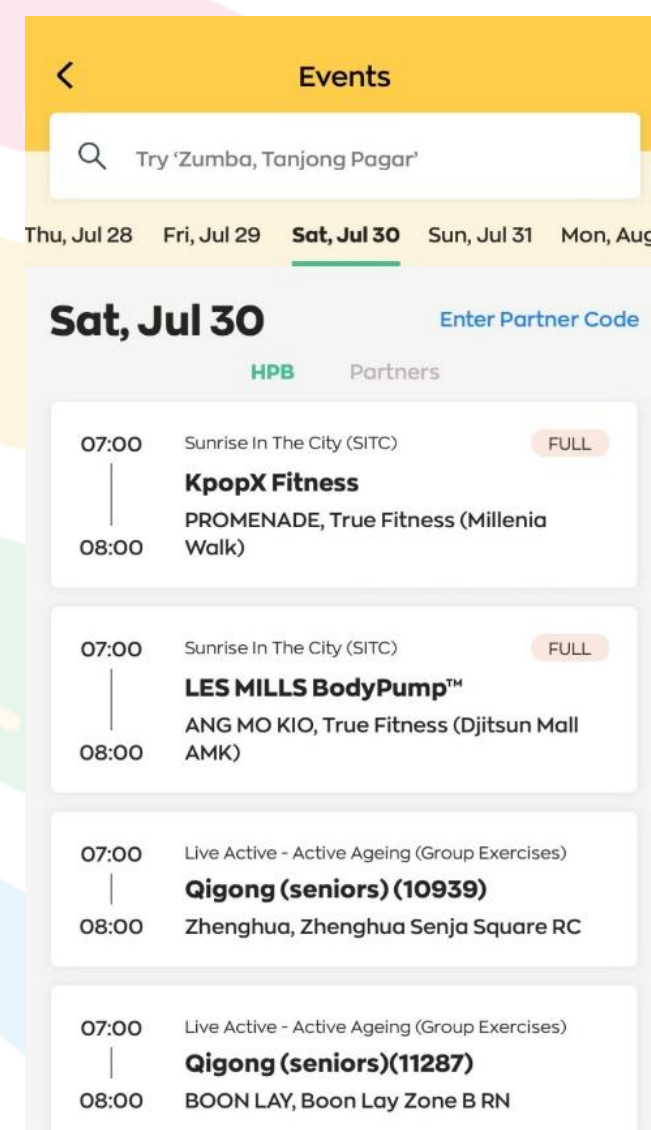 Events
Try 'Zumba, Tanjong Pagar'
Thu, Jul 28 Fri, Jul 29 Sat, Jul 30 Sun, Jul 31 Mon, Aug
Sat, Jul 30 Enter Partner Code
HPB Partners
07:00 Sunrise In The City (SITC) FULL
KpopX Fitness
PROMENADE, True Fitness (Millenia
08:00 Walk)
07:00 Sunrise In The City (SITC) FULL
LES MILLS BodyPump™
ANG MO KIO, True Fitness (Djitsun Mall
08:00 AMK)
07:00 Live Active - Active Ageing (Group Exercises)
Qigong (seniors) (10939)
08:00 Zhenghua, Zhenghua Senja Square RC
07:00 Live Active - Active Ageing (Group Exercises)
Qigong (seniors)(11287)
08:00 BOON LAY, Boon Lay Zone B RN